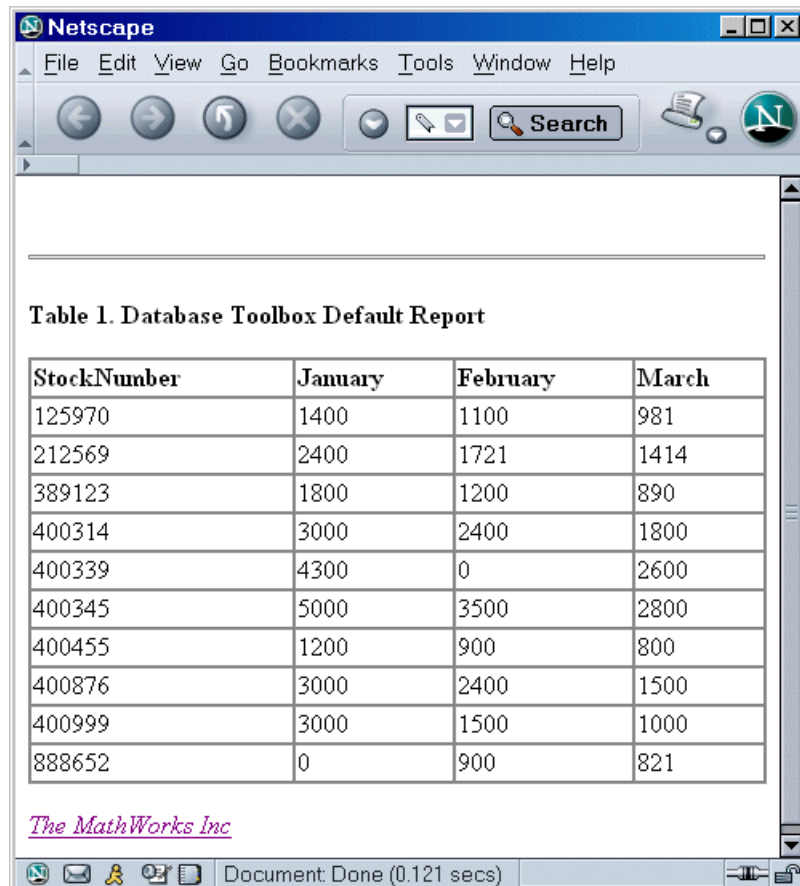 Netscape
File Edit View Go Bookmarks Tools Window Help
Search
N
Table 1. Database Toolbox Default Report
StockNumber January February March
125970 1400 1100 981
212569 2400 1721 1414
389123 1800 1200 890
400314 3000 2400 1800
400339 4300 0 2600
400345 5000 3500 2800
400455 1200 900 800
400876 3000 2400 1500
400999 3000 1500 1000
888652 0 900 821
The MathWorks Inc
Document: Done (0.121 secs)